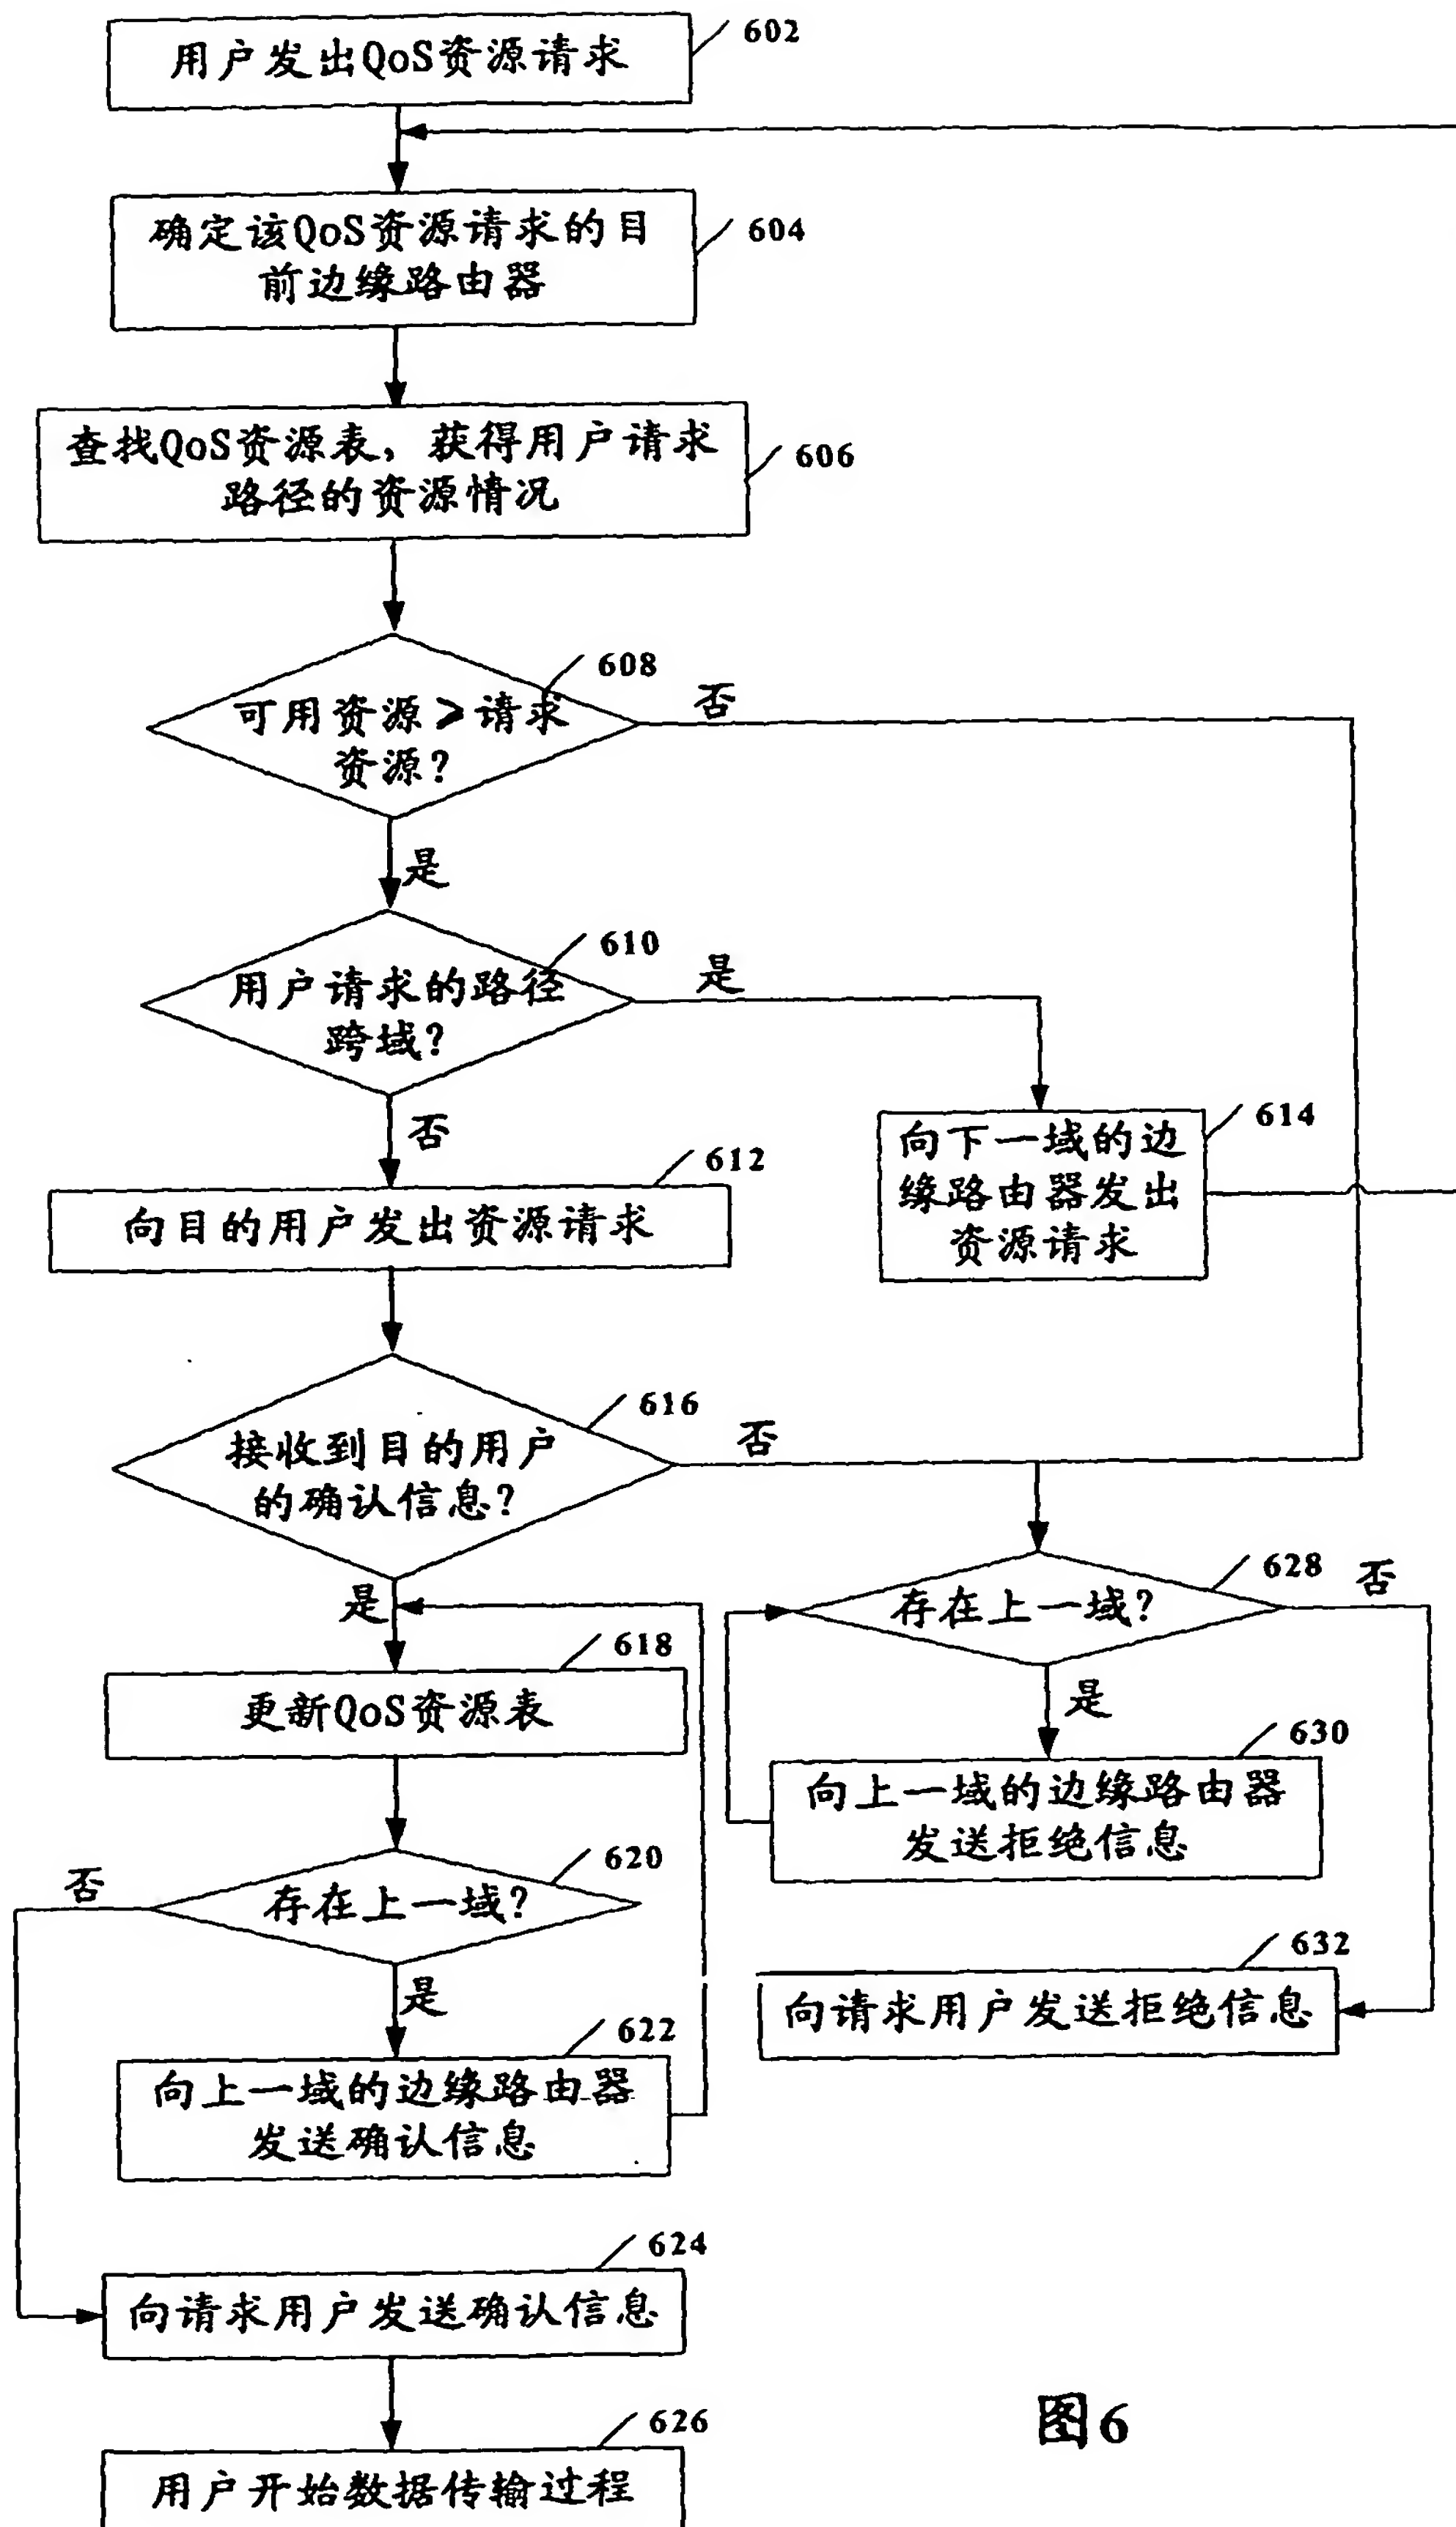 602
用户发出QoS资源请求
604
确定该QoS资源请求的目
前边缘路由器
606
查找QoS资源表，获得用户请求
路径的资源情况
608
可用资源≥请求
资源？
否
是
610
用户请求的路径
跨域？
是
否
614
向下一域的边
缘路由器发出
资源请求
612
向目的用户发出资源请求
616
接收到目的用户
的确认信息？
否
是
628
存在上一域？
否
是
618
更新QoS资源表
630
向上一域的边缘路由器
发送拒绝信息
620
存在上一域？
否
是
632
向请求用户发送拒绝信息
622
向上一域的边缘路由器
发送确认信息
624
向请求用户发送确认信息
626
用户开始数据传输过程
图6